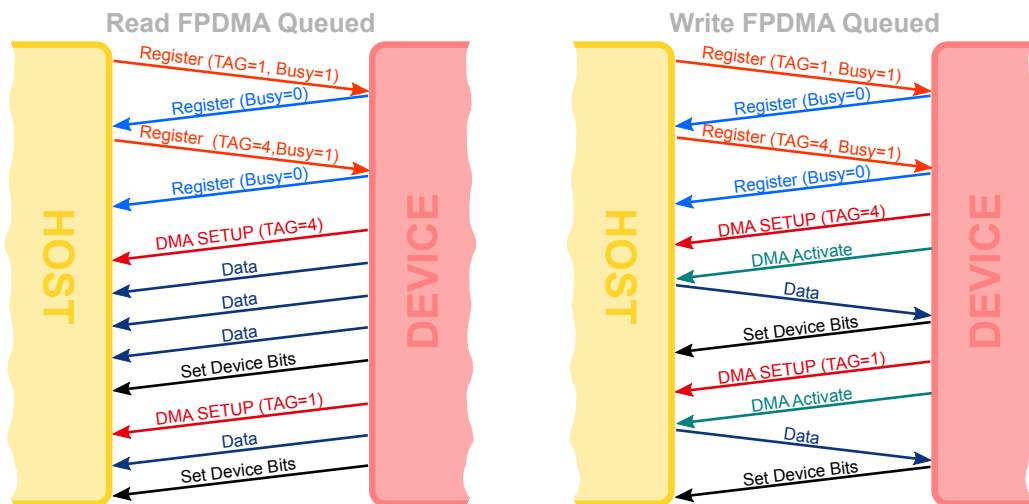 Read FPDMA Queued
HOST
DEVICE
Register (TAG=1, Busy=1)
Register (Busy=0)
Register  (TAG=4,Busy=1)
Register (Busy=0)
DMA SETUP (TAG=4)
Data
Data
Data
Set Device Bits
DMA SETUP (TAG=1)
Data
Set Device Bits
Write FPDMA Queued
HOST
DEVICE
Register (TAG=1, Busy=1)
Register (Busy=0)
Register (TAG=4, Busy=1)
Register (Busy=0)
DMA SETUP (TAG=4)
DMA Activate
Data
Set Device Bits
DMA SETUP (TAG=1)
DMA Activate
Data
Set Device Bits